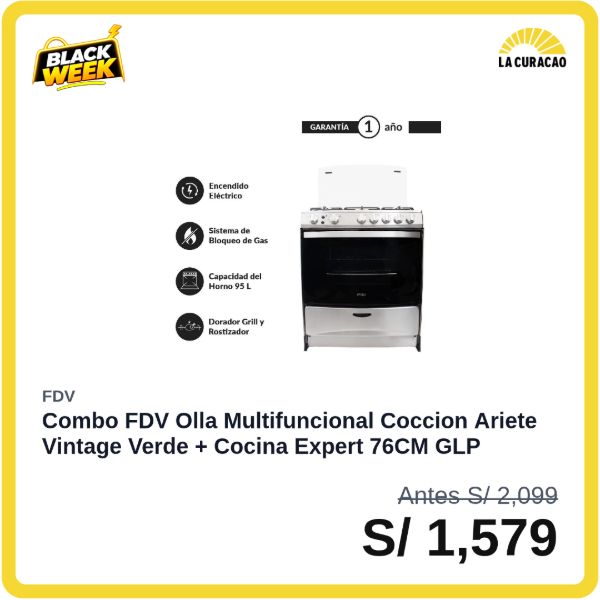 BLACK
WEEK
LA CURACAO
GARANTÍA 1 año
Encendido
Eléctrico
Sistema de
Bloqueo de Gas
Capacidad del
Horno 95 L
Dorador Grill y
Rostizador
FDV
Combo FDV Olla Multifuncional Coccion Ariete
Vintage Verde + Cocina Expert 76CM GLP
Antes S/ 2,099
S/ 1,579